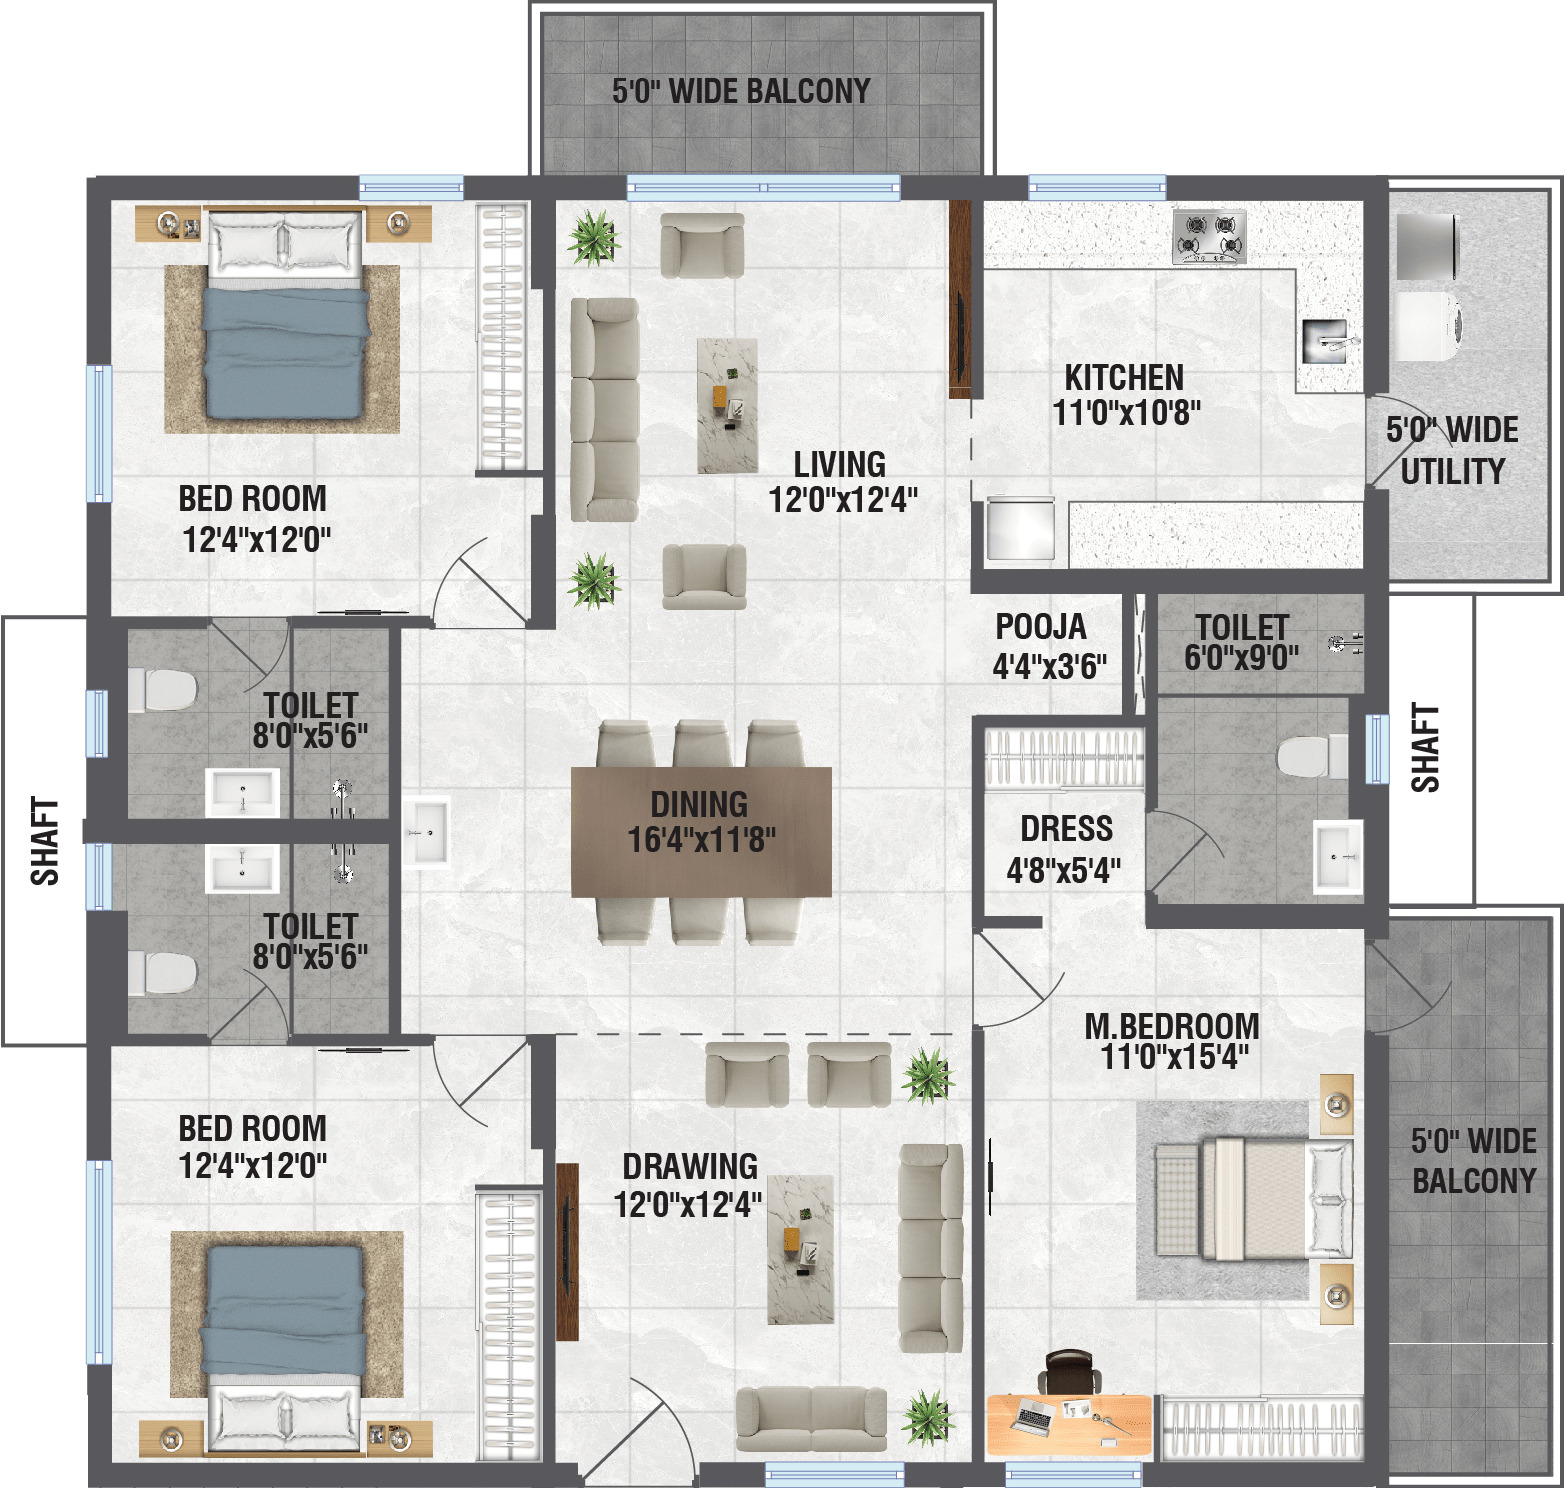 5'0" WIDE BALCONY
BED ROOM
12'4"x12'0"
LIVING
12'0"x12'4"
KITCHEN
11'0"x10'8"
5'0" WIDE
UTILITY
POOJA
4'4"x3'6"
TOILET
6'0"x9'0"
TOILET
8'0"x5'6"
SHAFT
SHAFT
DINING
16'4"x11'8"
DRESS
4'8"x5'4"
TOILET
8'0"x5'6"
M.BEDROOM
11'0"x15'4"
BED ROOM
12'4"x12'0"
DRAWING
12'0"x12'4"
5'0" WIDE
BALCONY